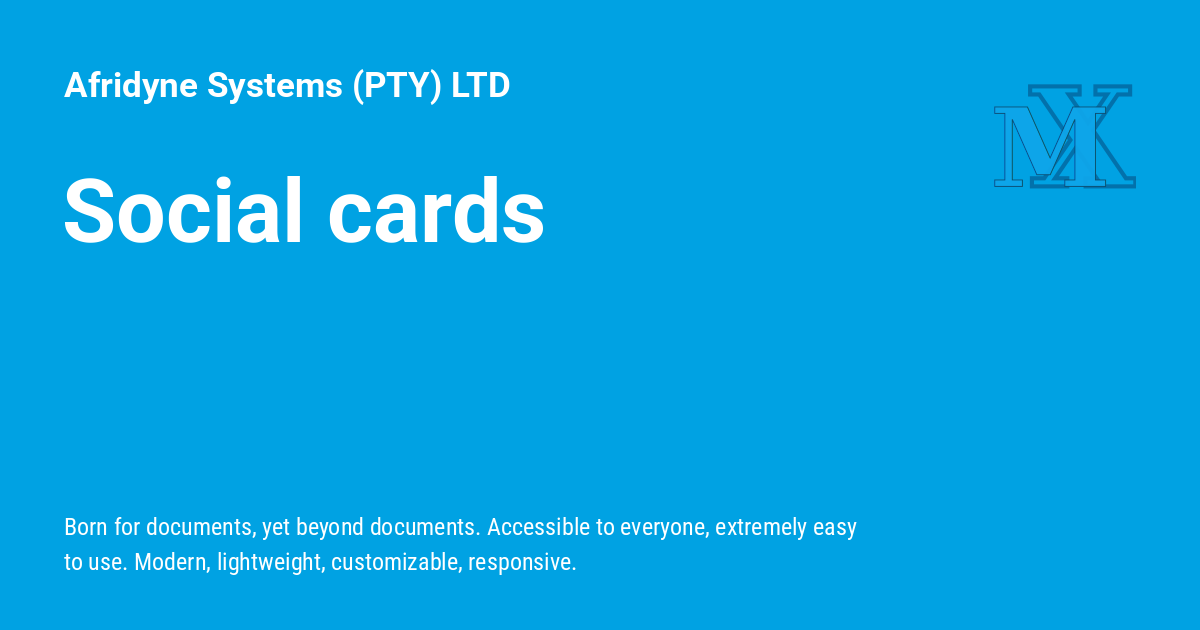 Afridyne Systems (PTY) LTD
MX
Social cards
Born for documents, yet beyond documents. Accessible to everyone, extremely easy
to use. Modern, lightweight, customizable, responsive.